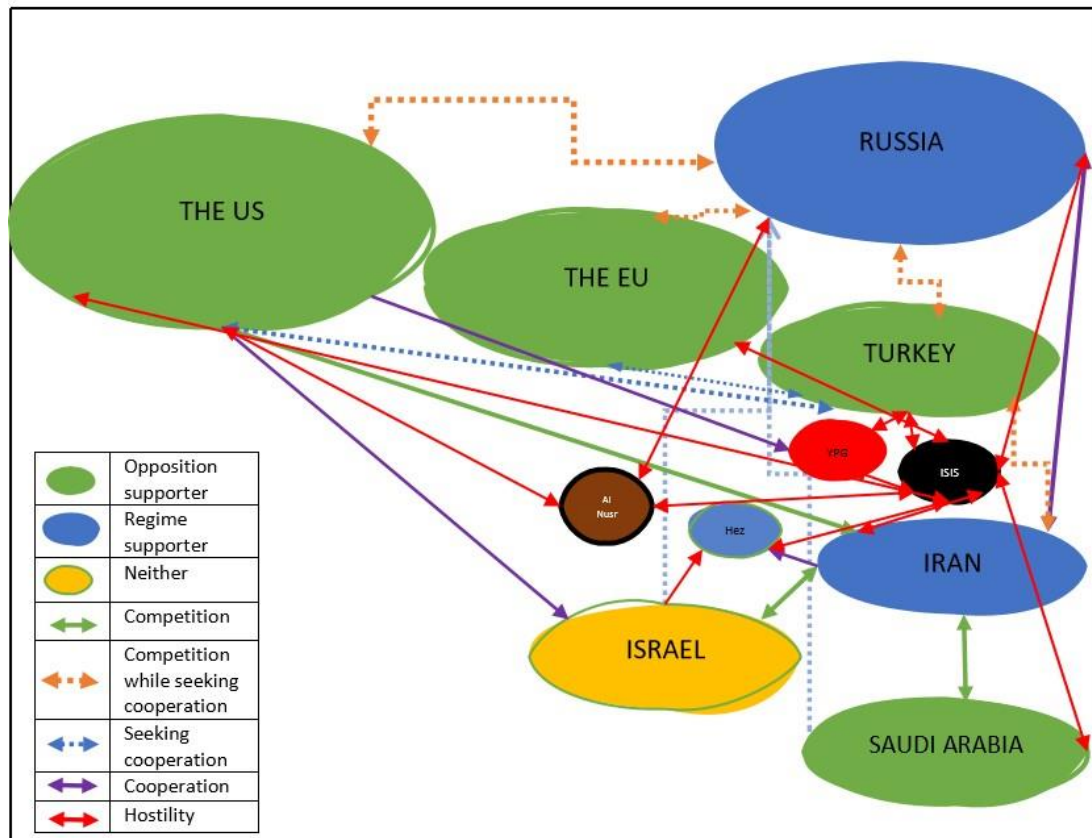 RUSSIA
THE US
THE EU
TURKEY
YPG
ISIS
Al
Nusr
Hez
IRAN
ISRAEL
SAUDI ARABIA
Opposition
supporter
Regime
supporter
Neither
Competition
Competition
while seeking
cooperation
Seeking
cooperation
Cooperation
Hostility